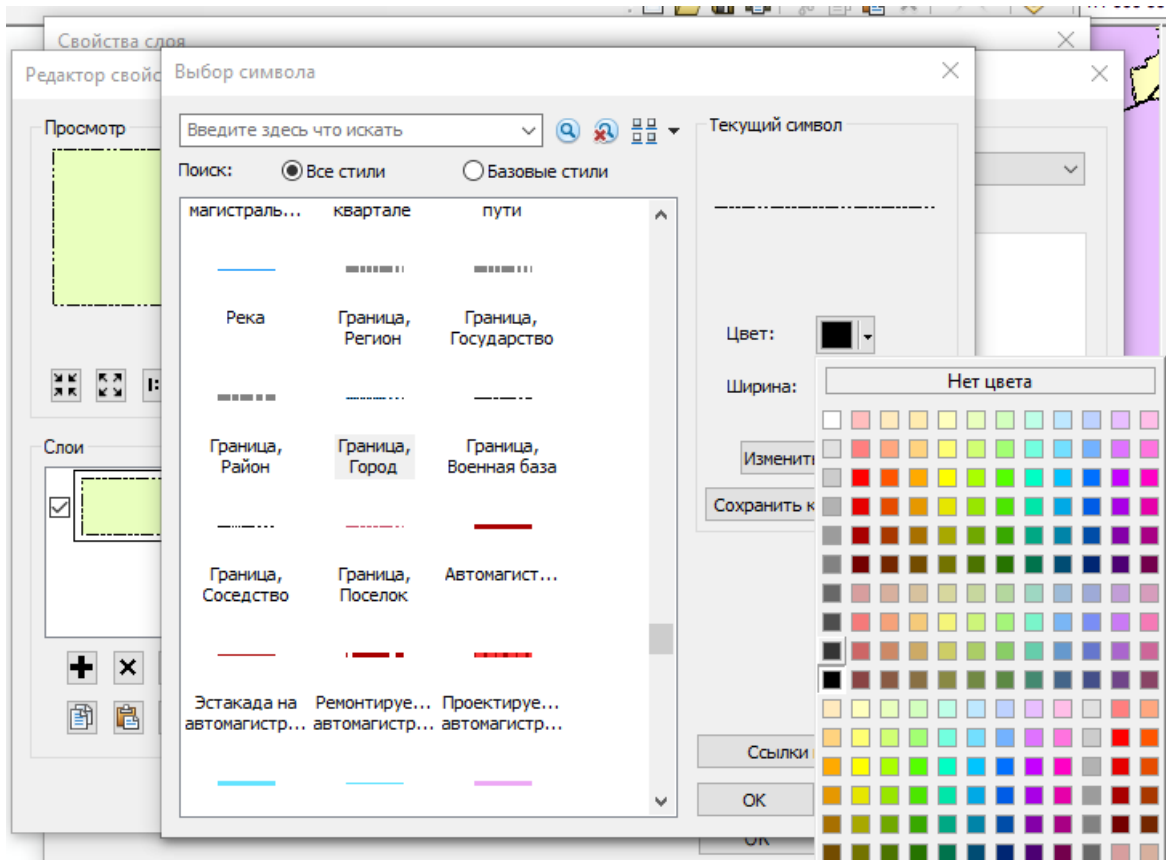 Свойства слоя
Редактор свойс
Выбор символа
Просмотр
Введите здесь что искать
Текущий символ
Поиск:
Все стили
Базовые стили
магистраль...
квартале
пути
Река
Граница,
Регион
Граница,
Государство
Цвет:
Нет цвета
Ширина:
Слои
Граница,
Район
Граница,
Город
Граница,
Военная база
Изменить
Сохранить к
Граница,
Соседство
Граница,
Поселок
Автомагист...
Эстакада на
автомагистр...
Ремонтируе...
автомагистр...
Проектируе...
автомагистр...
Ссылки
OK
OK